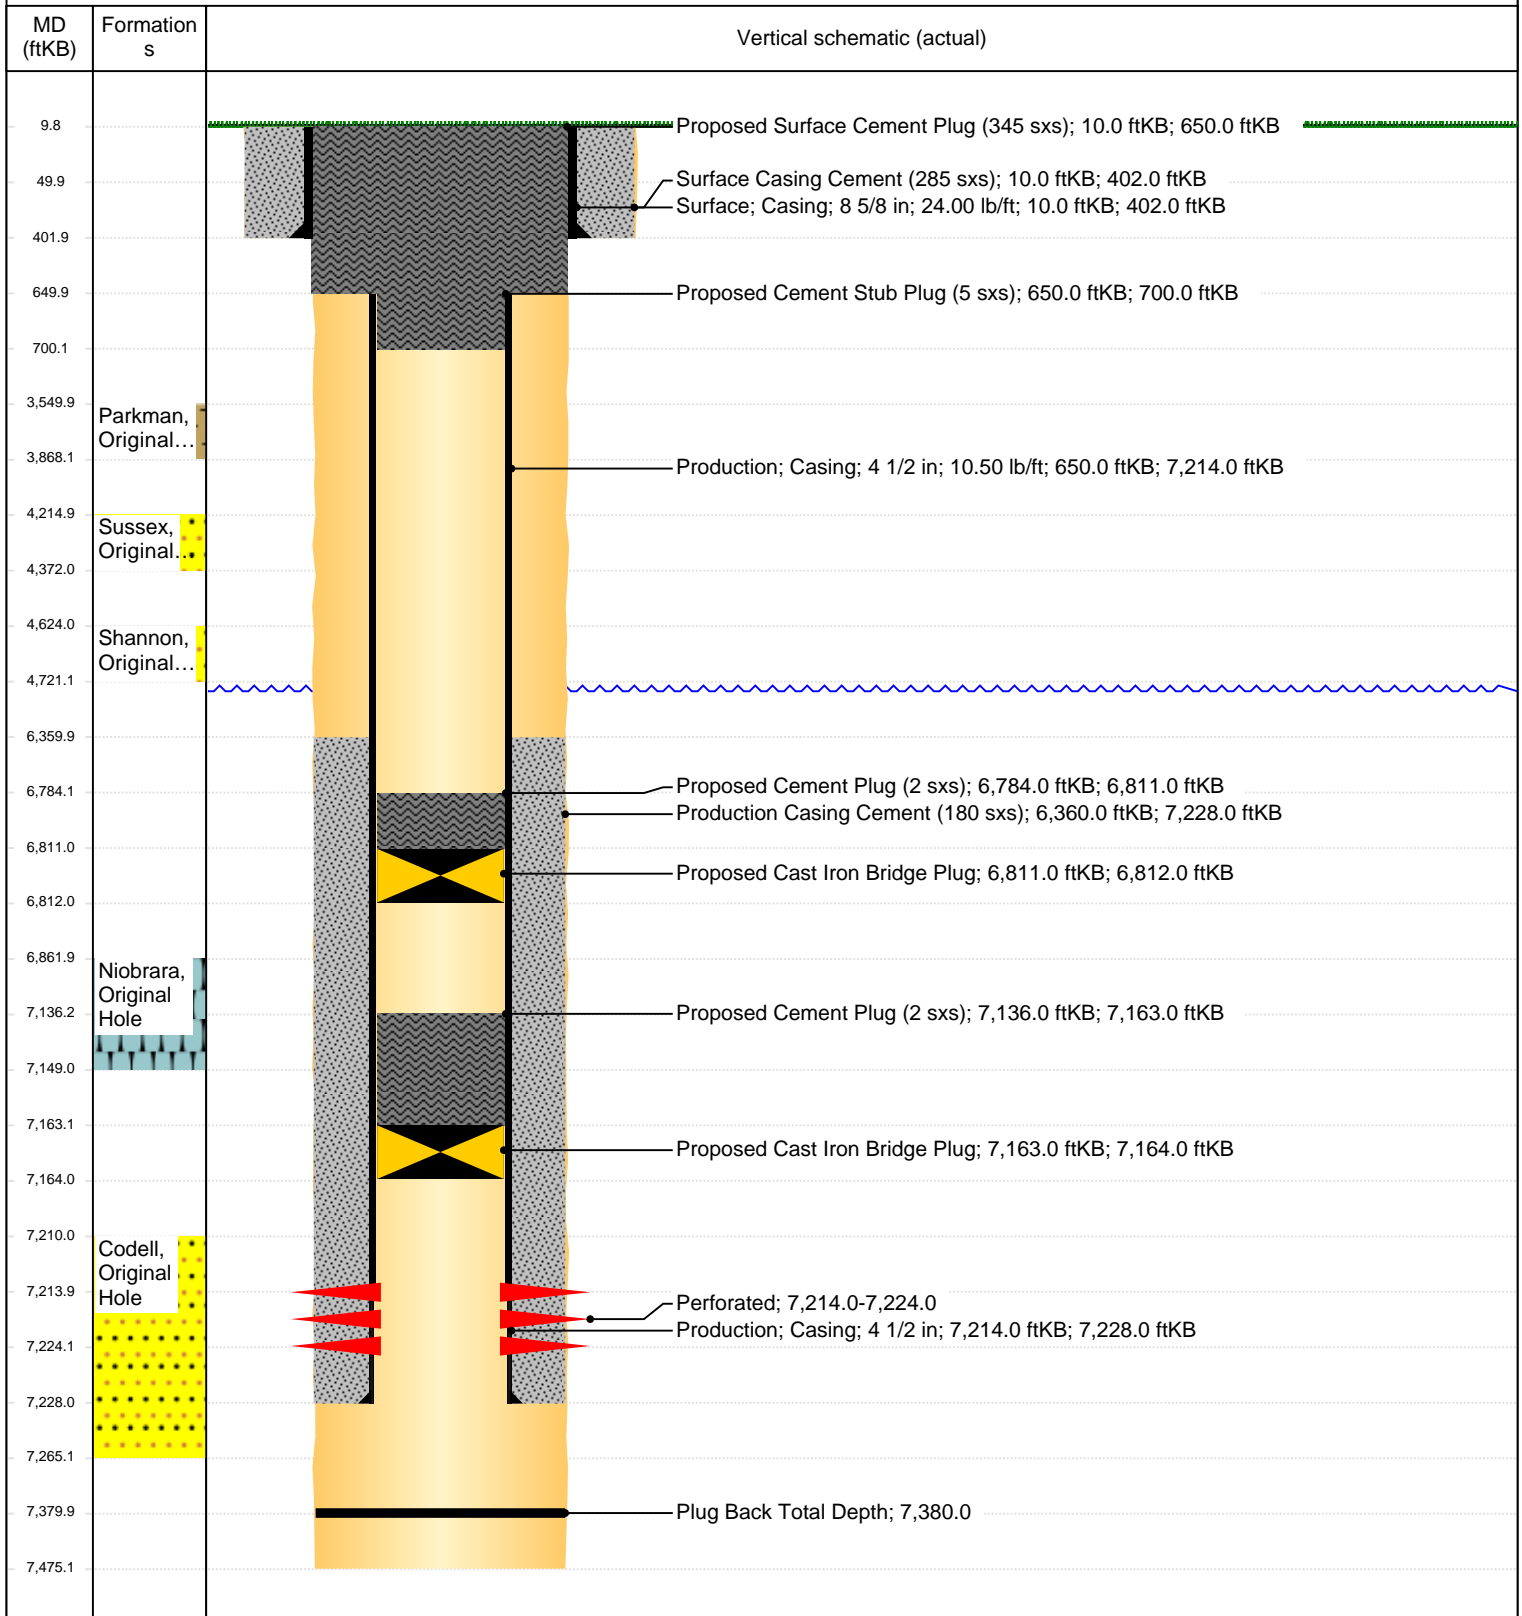 MD
(ftKB)
Formation
s
Vertical schematic (actual)
9.8
Proposed Surface Cement Plug (345 sxs); 10.0 ftKB; 650.0 ftKB
49.9
Surface Casing Cement (285 sxs); 10.0 ftKB; 402.0 ftKB
Surface; Casing; 8 5/8 in; 24.00 lb/ft; 10.0 ftKB; 402.0 ftKB
401.9
649.9
Proposed Cement Stub Plug (5 sxs); 650.0 ftKB; 700.0 ftKB
700.1
3,549.9
Parkman,
Original…
3,868.1
Production; Casing; 4 1/2 in; 10.50 lb/ft; 650.0 ftKB; 7,214.0 ftKB
4,214.9
Sussex,
Original…
4,372.0
4,624.0
Shannon,
Original…
4,721.1
6,359.9
6,784.1
Proposed Cement Plug (2 sxs); 6,784.0 ftKB; 6,811.0 ftKB
Production Casing Cement (180 sxs); 6,360.0 ftKB; 7,228.0 ftKB
6,811.0
Proposed Cast Iron Bridge Plug; 6,811.0 ftKB; 6,812.0 ftKB
6,812.0
6,861.9
Niobrara,
Original
Hole
7,136.2
Proposed Cement Plug (2 sxs); 7,136.0 ftKB; 7,163.0 ftKB
7,149.0
7,163.1
Proposed Cast Iron Bridge Plug; 7,163.0 ftKB; 7,164.0 ftKB
7,164.0
7,210.0
Codell,
Original
Hole
7,213.9
Perforated; 7,214.0-7,224.0
Production; Casing; 4 1/2 in; 7,214.0 ftKB; 7,228.0 ftKB
7,224.1
7,228.0
7,265.1
7,379.9
Plug Back Total Depth; 7,380.0
7,475.1